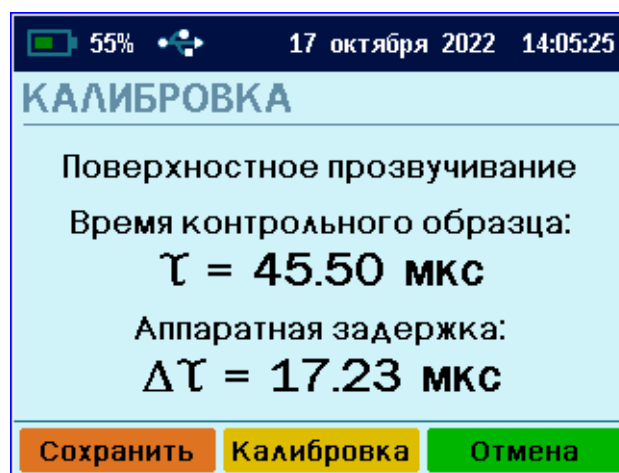 55% 17 октября 2022 14:05:25
КАЛИБРОВКА
Поверхностное прозвучивание
Время контрольного образца:
τ = 45.50 мкс
Аппаратная задержка:
Δτ = 17.23 мкс
Сохранить Калибровка Отмена